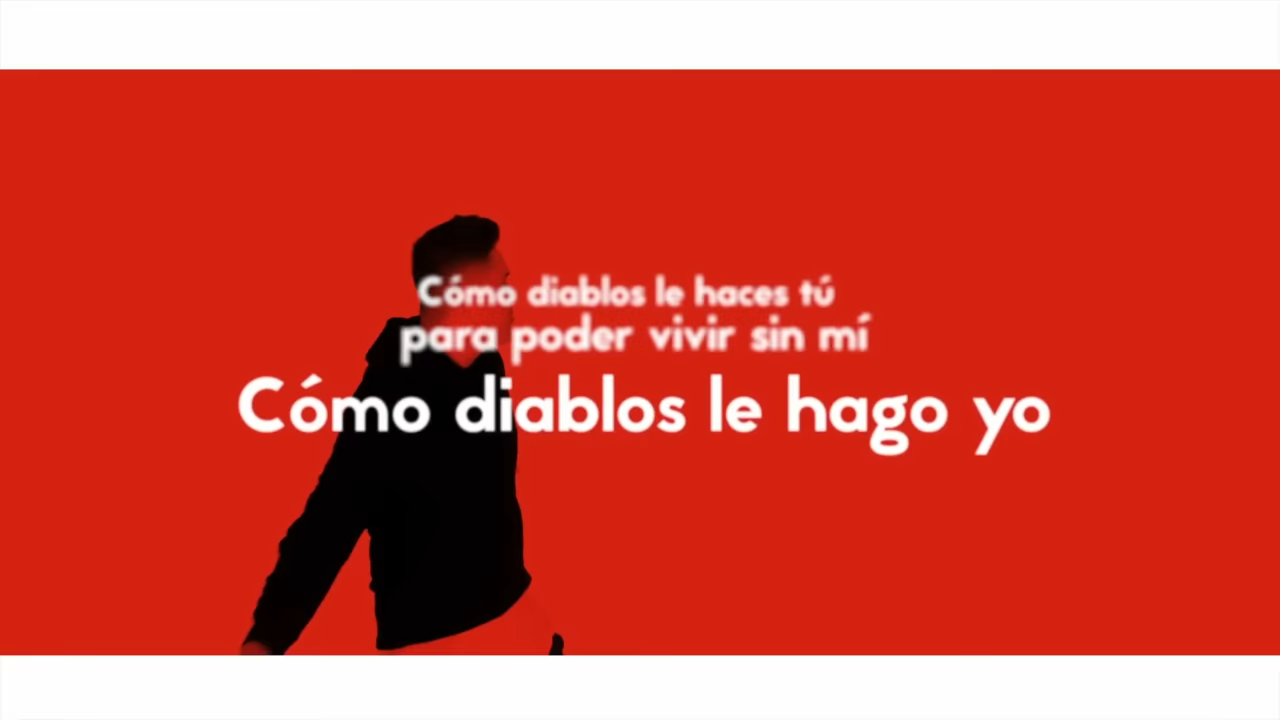 Cómo diablos le haces tú
para poder vivir sin mí
Cómo diablos le hago yo